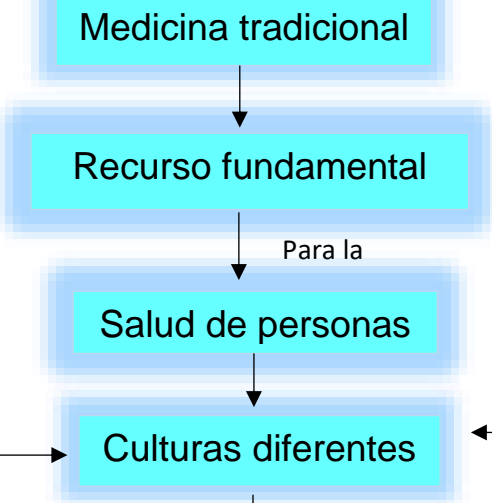 Medicina tradicional
Recurso fundamental
Para la
Salud de personas
Culturas diferentes